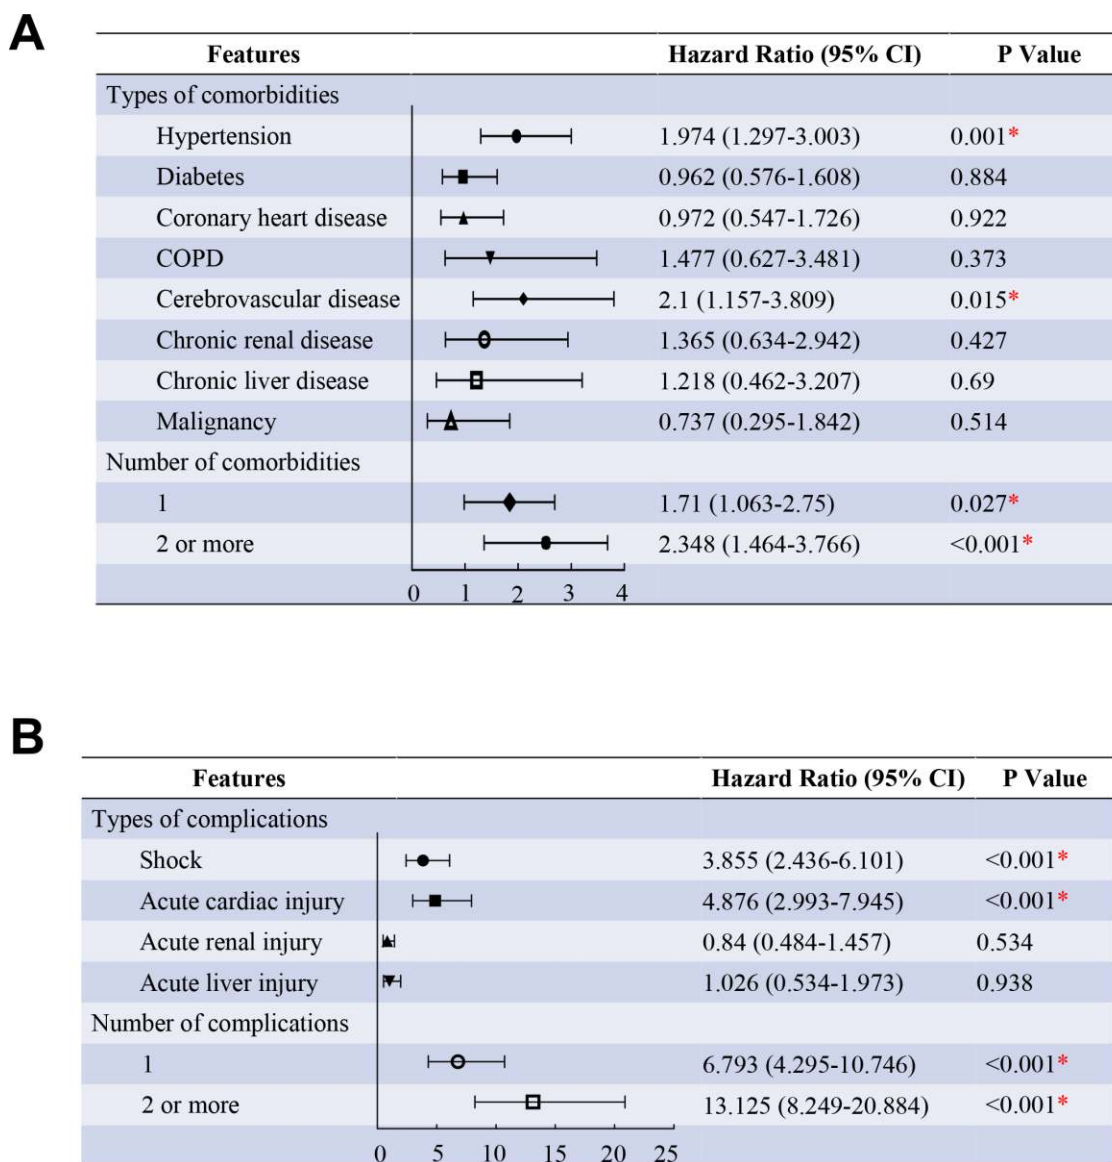 A
Features Hazard Ratio (95% CI) P Value
Types of comorbidities
Hypertension 1.974 (1.297-3.003) 0.001*
Diabetes 0.962 (0.576-1.608) 0.884
Coronary heart disease 0.972 (0.547-1.726) 0.922
COPD 1.477 (0.627-3.481) 0.373
Cerebrovascular disease 2.1 (1.157-3.809) 0.015*
Chronic renal disease 1.365 (0.634-2.942) 0.427
Chronic liver disease 1.218 (0.462-3.207) 0.69
Malignancy 0.737 (0.295-1.842) 0.514
Number of comorbidities
1 1.71 (1.063-2.75) 0.027*
2 or more 2.348 (1.464-3.766) <0.001*
0 1 2 3 4
B
Features Hazard Ratio (95% CI) P Value
Types of complications
Shock 3.855 (2.436-6.101) <0.001*
Acute cardiac injury 4.876 (2.993-7.945) <0.001*
Acute renal injury 0.84 (0.484-1.457) 0.534
Acute liver injury 1.026 (0.534-1.973) 0.938
Number of complications
1 6.793 (4.295-10.746) <0.001*
2 or more 13.125 (8.249-20.884) <0.001*
0 5 10 15 20 25